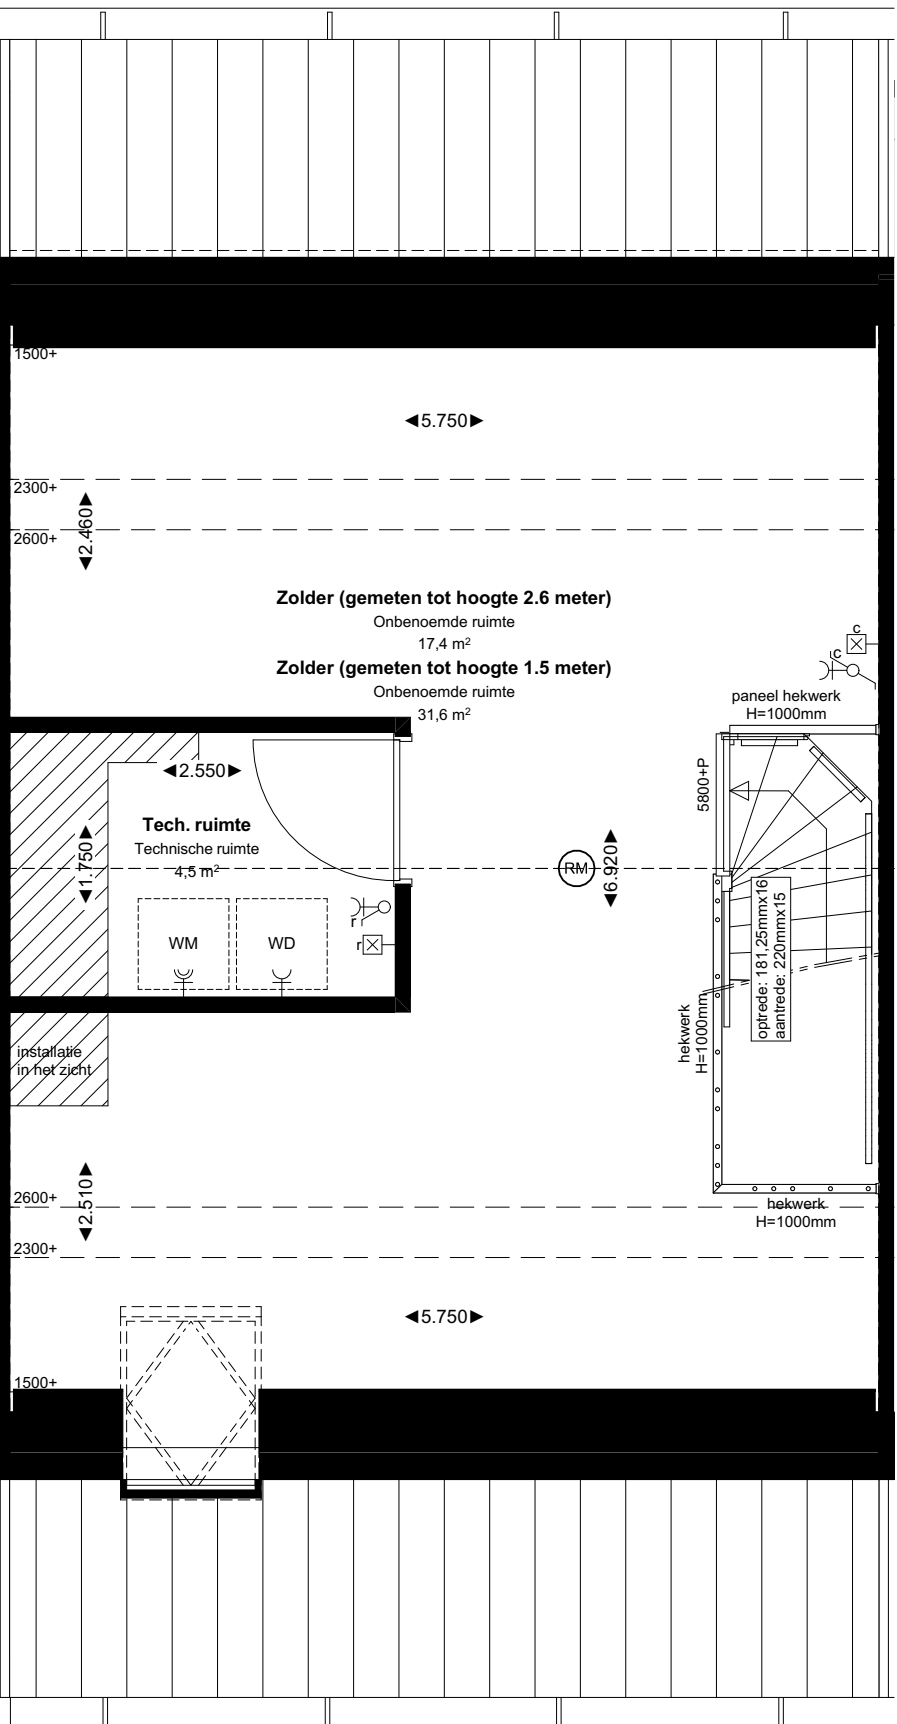 1500+
◄5.750►
2300+
◄2.460►
2600+
Zolder (gemeten tot hoogte 2.6 meter)
Onbenoemde ruimte
17,4 m²
Zolder (gemeten tot hoogte 1.5 meter)
Onbenoemde ruimte
31,6 m²
c
c
paneel hekwerk
H=1000mm
◄2.550►
5800+P
Tech. ruimte
Technische ruimte
4,5 m²
◄1.750►
RM
◄6.920►
optrede: 181,25mmx16
aantrede: 220mmx15
r
r
WM
WD
hekwerk
H=1000mm
installatie
in het zicht
◄2.510►
2600+
hekwerk
H=1000mm
2300+
◄5.750►
1500+